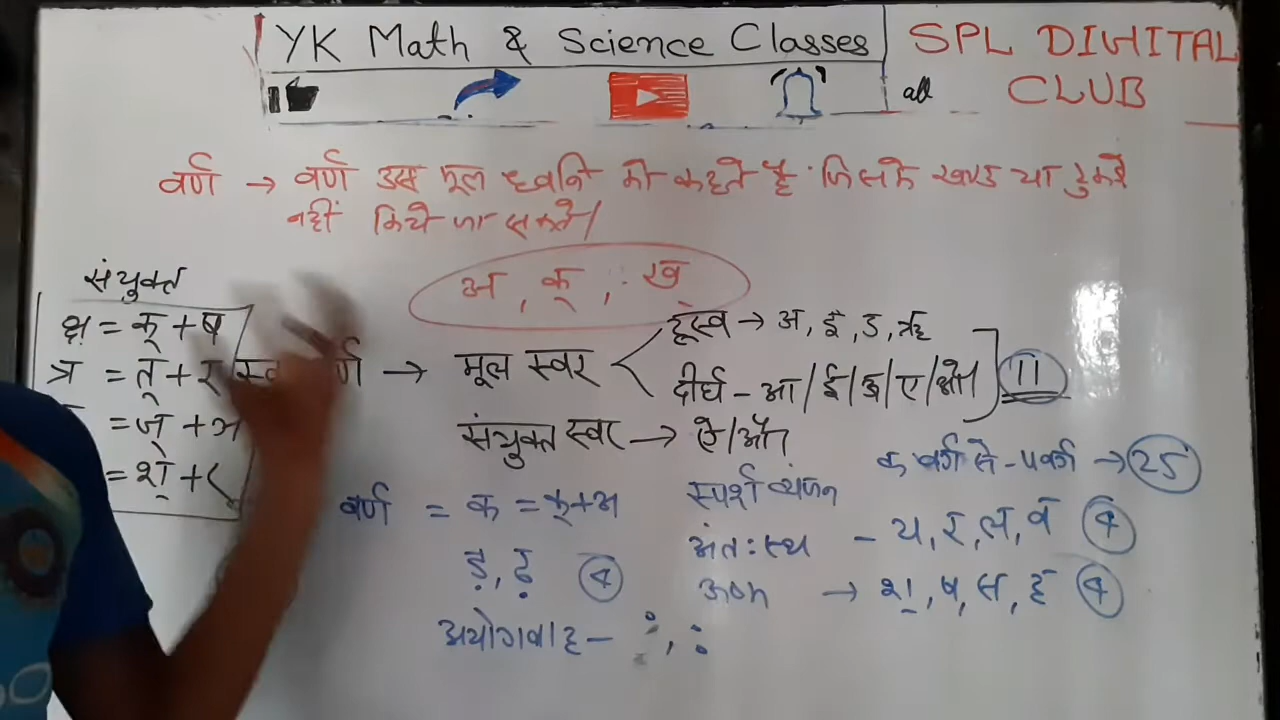 YK Math & Science Classes
SPL DIGITAL CLUB
all
वर्ण → वर्ण उस मूल ध्वनि को कहते है जिसके खण्ड या टुकडे
नहीं किये जा सकते।
अ, क्, ख्
संयुक्त
क्ष = क् + ष
त्र = त् + र
= ज् + ञ
= श् + र
→ मूल स्वर
ह्रस्व → अ, इ, उ, ऋ
दीर्घ - आ/ई/ऊ/ए/ओ
11
संयुक्त स्वर → ऐ/औ
क वर्ग से - प वर्ग → 25
वर्ण = क = क् + अ
स्पर्श व्यंजन
अंत:स्थ - य, र, ल, व 4
ड़, ढ़ 4
ऊष्म → श, ष, स, ह 4
अयोगवाह -